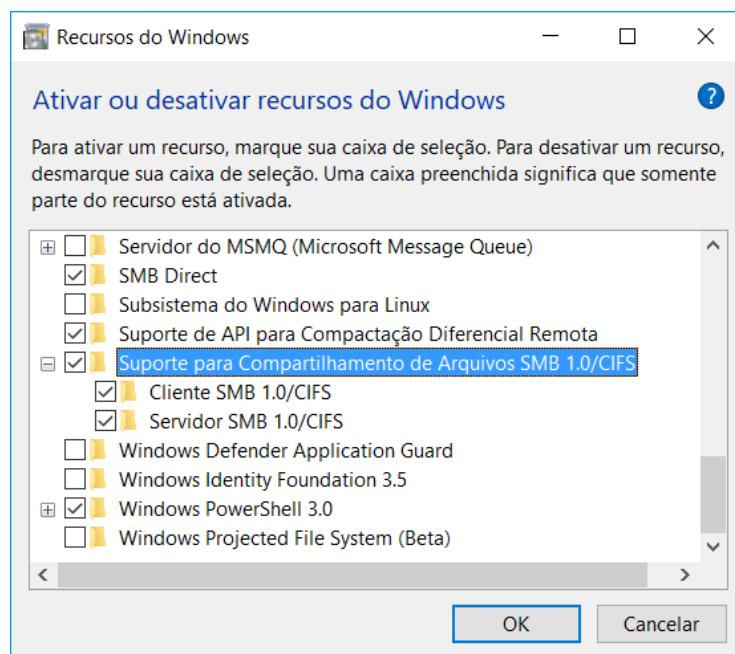 Recursos do Windows
Ativar ou desativar recursos do Windows
?
Para ativar um recurso, marque sua caixa de seleção. Para desativar um recurso,
desmarque sua caixa de seleção. Uma caixa preenchida significa que somente
parte do recurso está ativada.
Servidor do MSMQ (Microsoft Message Queue)
SMB Direct
Subsistema do Windows para Linux
Suporte de API para Compactação Diferencial Remota
Suporte para Compartilhamento de Arquivos SMB 1.0/CIFS
Cliente SMB 1.0/CIFS
Servidor SMB 1.0/CIFS
Windows Defender Application Guard
Windows Identity Foundation 3.5
Windows PowerShell 3.0
Windows Projected File System (Beta)
OK
Cancelar